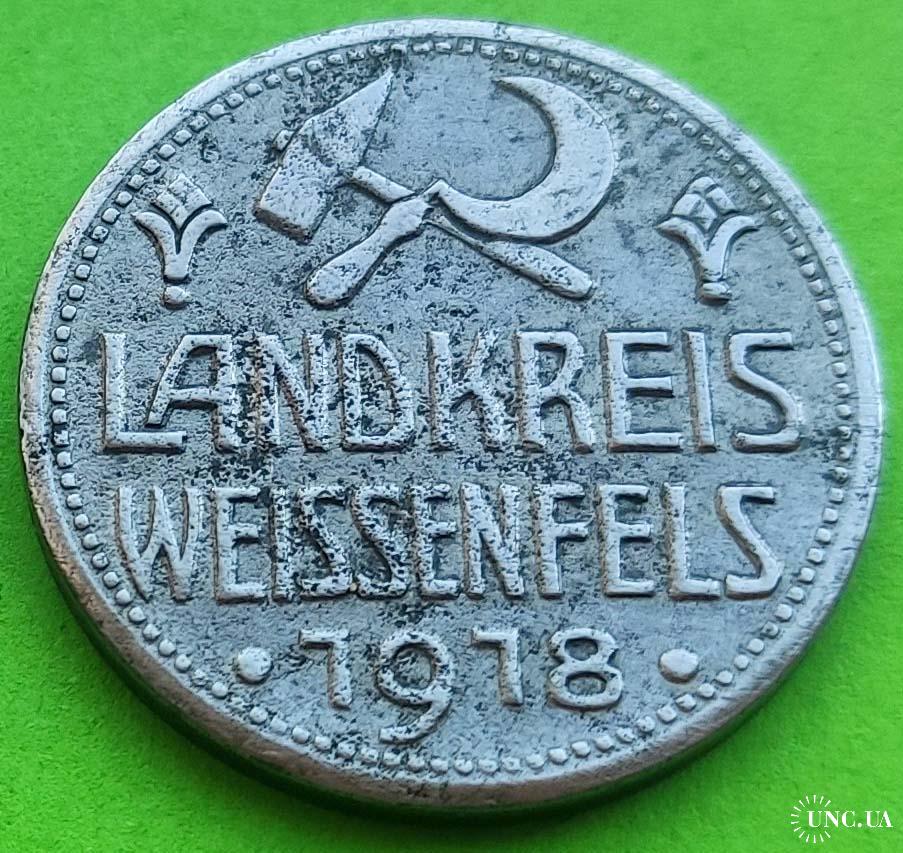 LANDKREIS
WEISSENFELS
· 1918 ·
UNC.UA